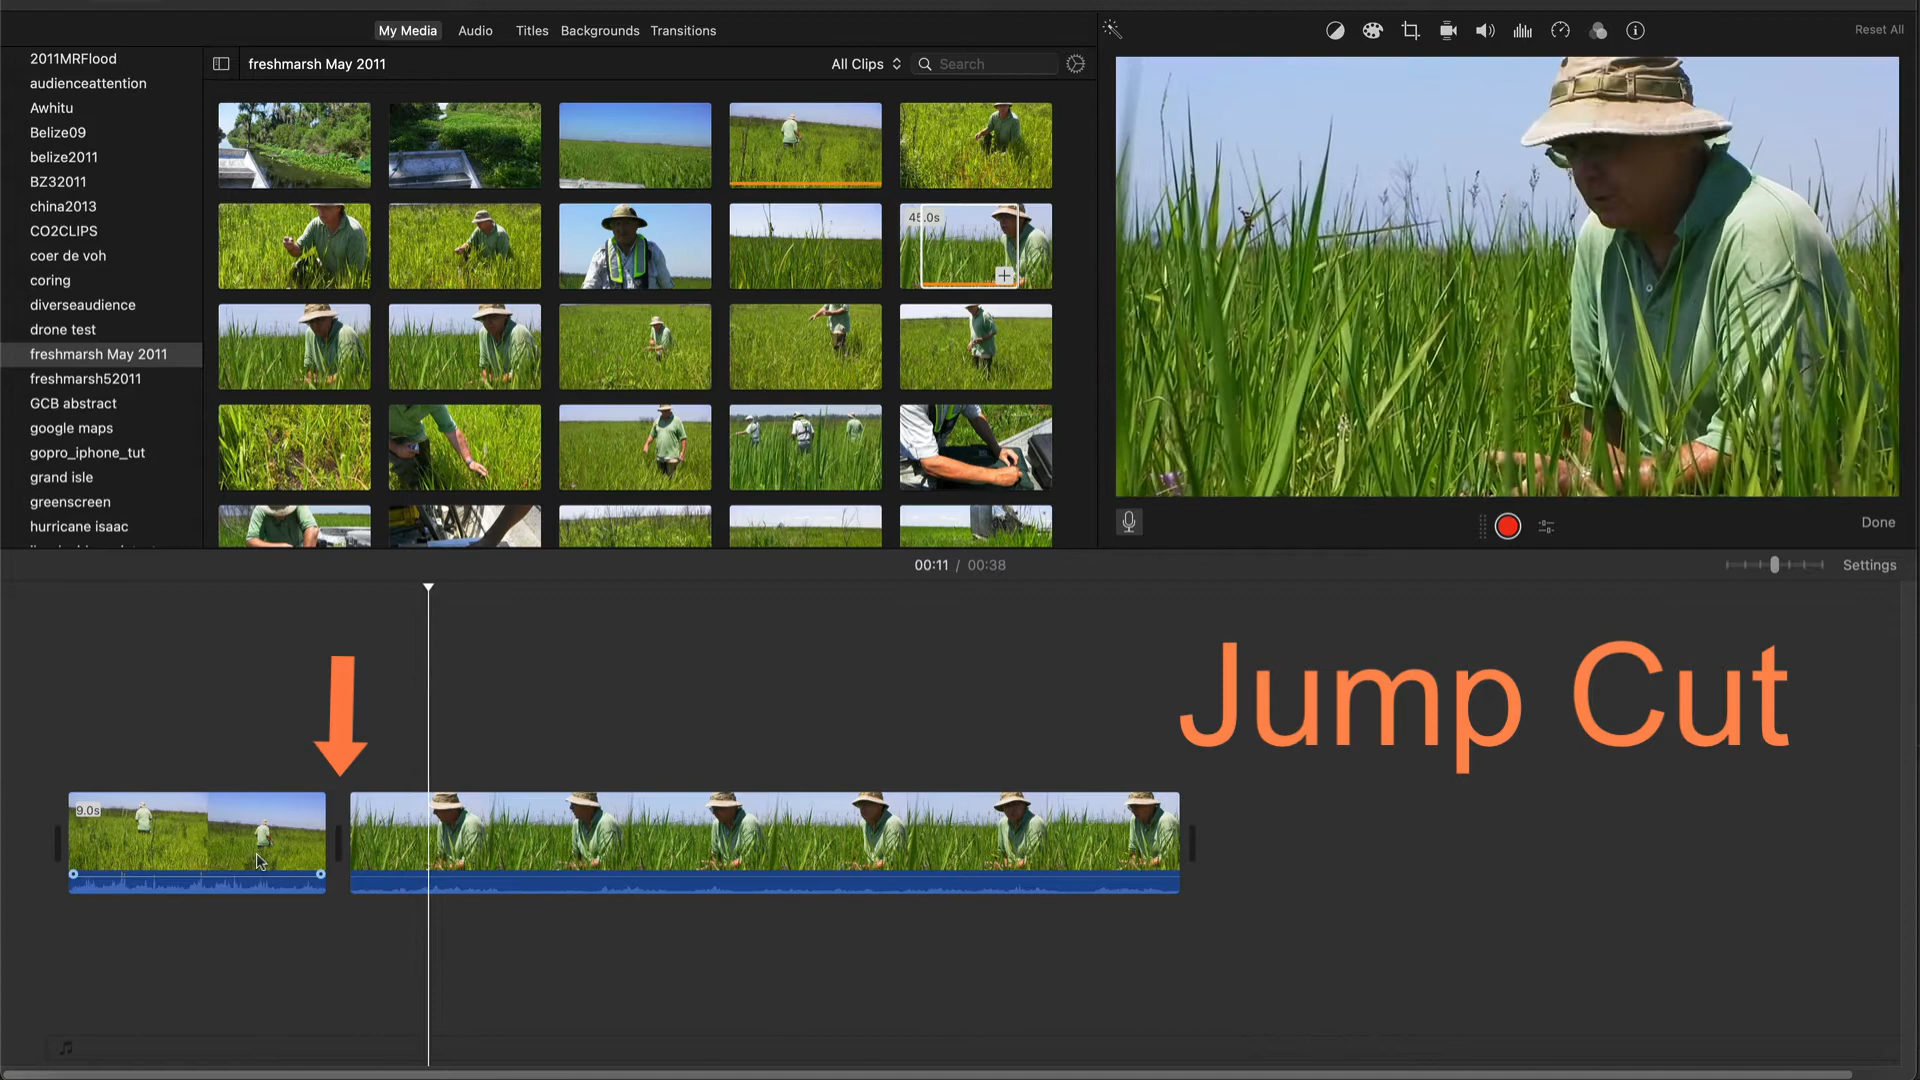 My Media Audio Titles Backgrounds Transitions
Reset All
freshmarsh May 2011
All Clips
Search
2011MRFlood
audienceattention
Awhitu
Belize09
belize2011
BZ32011
china2013
CO2CLIPS
coer de voh
coring
diverseaudience
drone test
freshmarsh May 2011
freshmarsh52011
GCB abstract
google maps
gopro_iphone_tut
grand isle
greenscreen
hurricane isaac
45.0s
Done
00:11 / 00:38
Settings
Jump Cut
9.0s